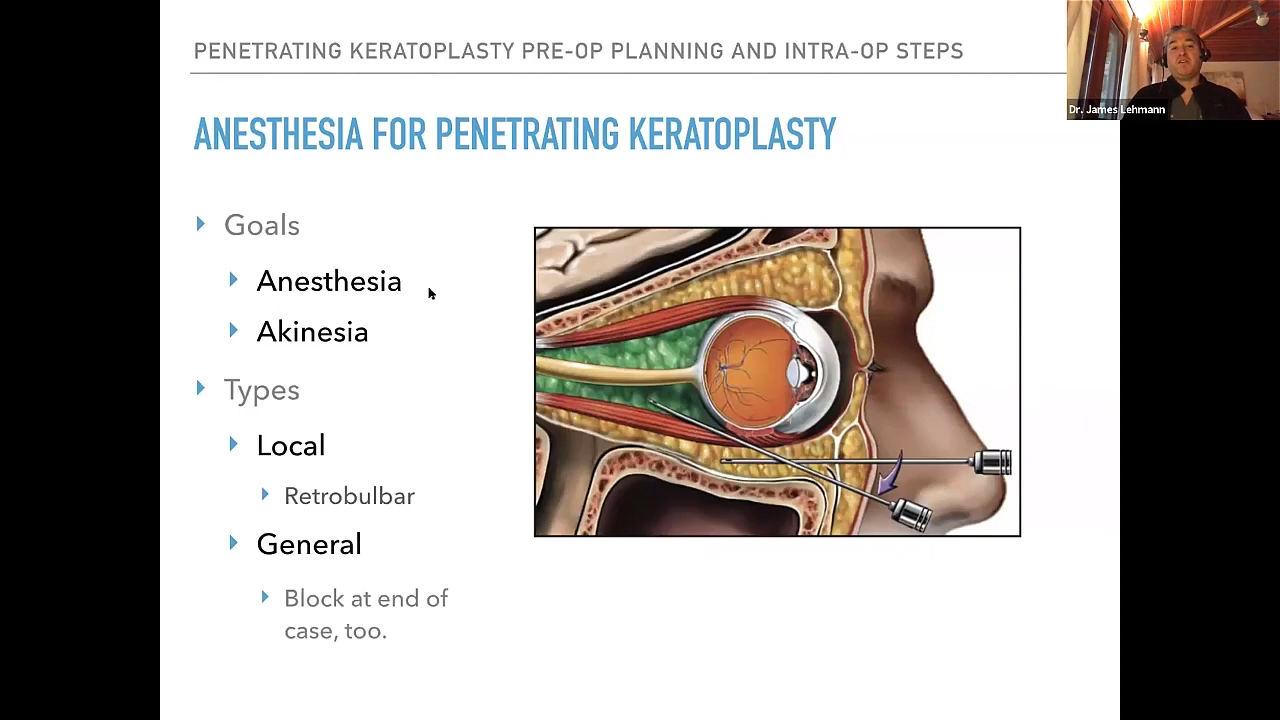 PENETRATING KERATOPLASTY PRE-OP PLANNING AND INTRA-OP STEPS
Dr. James Lehmann
ANESTHESIA FOR PENETRATING KERATOPLASTY
Goals
Anesthesia
Akinesia
Types
Local
Retrobulbar
General
Block at end of
case, too.